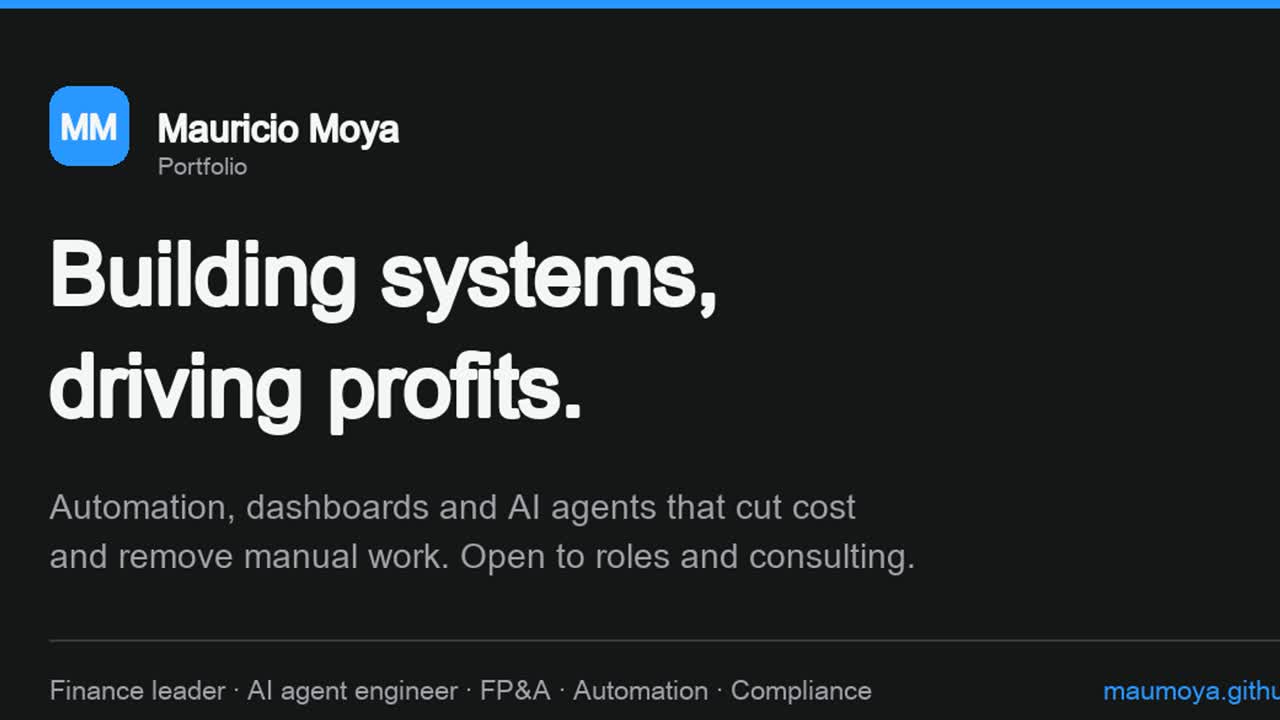 MM
Mauricio Moya
Portfolio
Building systems,
driving profits.
Automation, dashboards and AI agents that cut cost
and remove manual work. Open to roles and consulting.
Finance leader · AI agent engineer · FP&A · Automation · Compliance
maumoya.githu